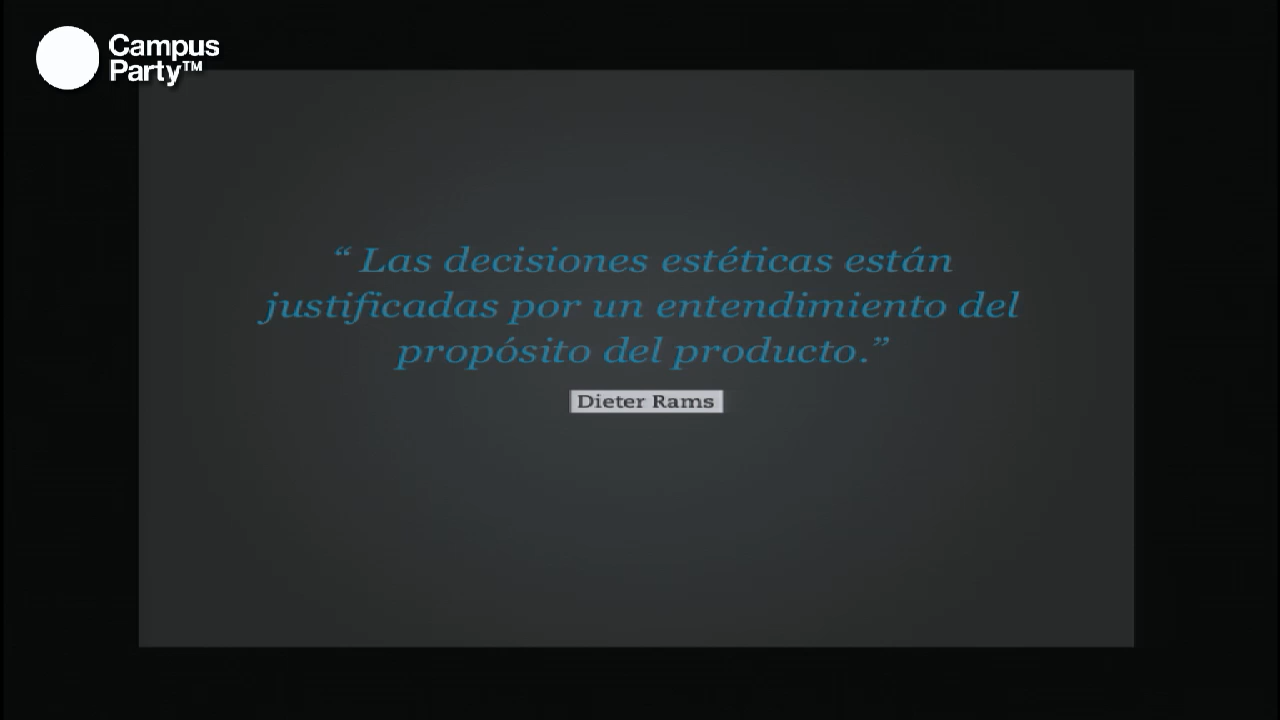 Campus
Party™
“ Las decisiones estéticas están
justificadas por un entendimiento del
propósito del producto.”
Dieter Rams